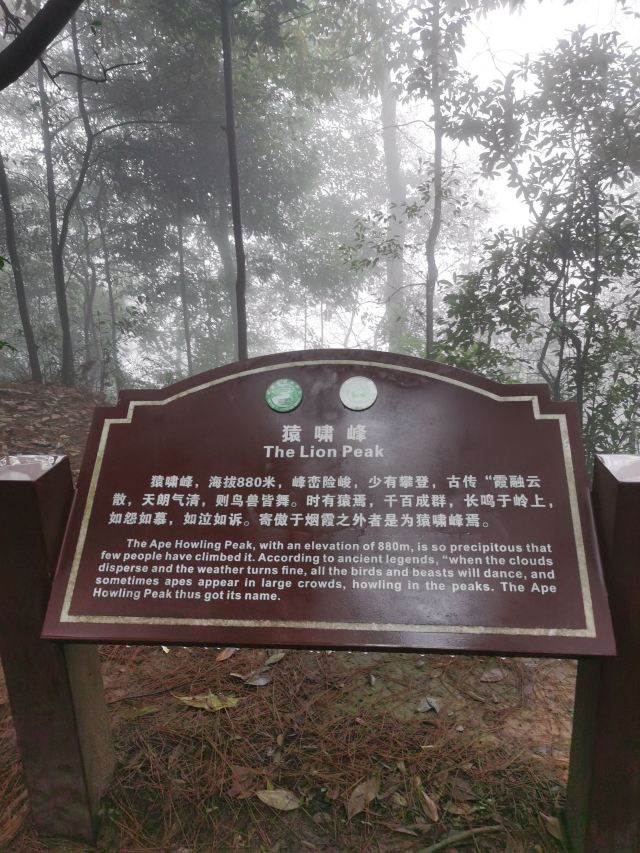 猿啸峰
The Lion Peak
猿啸峰，海拔880米，峰峦险峻，少有攀登，古传“霞融云
散，天朗气清，则鸟兽皆舞。时有猿焉，千百成群，长鸣于岭上，
如怨如慕，如泣如诉。寄傲于烟霞之外者是为猿啸峰焉。
The Ape Howling Peak, with an elevation of 880m, is so precipitous that
few people have climbed it. According to ancient legends, “when the clouds
disperse and the weather turns fine, all the birds and beasts will dance, and
sometimes apes appear in large crowds, howling in the peaks. The Ape
Howling Peak thus got its name.